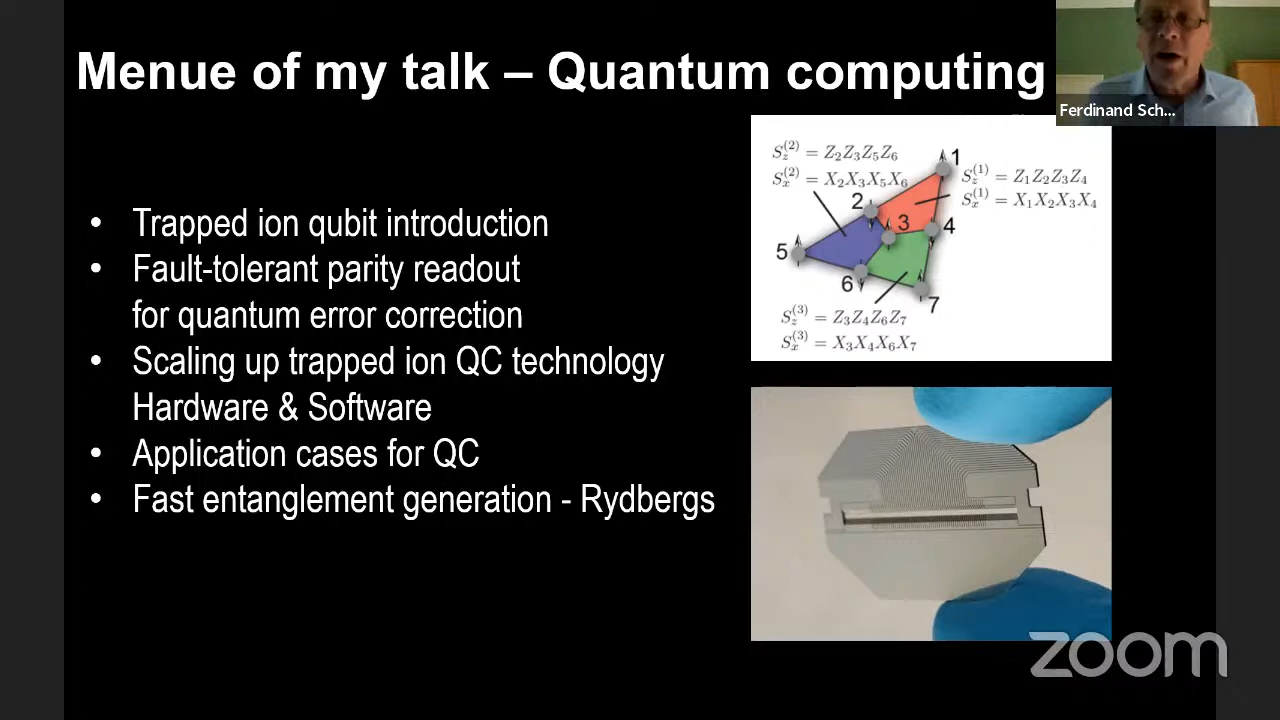 Menue of my talk – Quantum computing
Ferdinand Sch...
• Trapped ion qubit introduction
• Fault-tolerant parity readout
for quantum error correction
• Scaling up trapped ion QC technology
Hardware & Software
• Application cases for QC
• Fast entanglement generation - Rydbergs
S_z^(2) = Z_2Z_3Z_5Z_6
S_x^(2) = X_2X_3X_5X_6
1
S_z^(1) = Z_1Z_2Z_3Z_4
S_x^(1) = X_1X_2X_3X_4
2
3
4
5
6
7
S_z^(3) = Z_3Z_4Z_6Z_7
S_x^(3) = X_3X_4X_6X_7
zoom